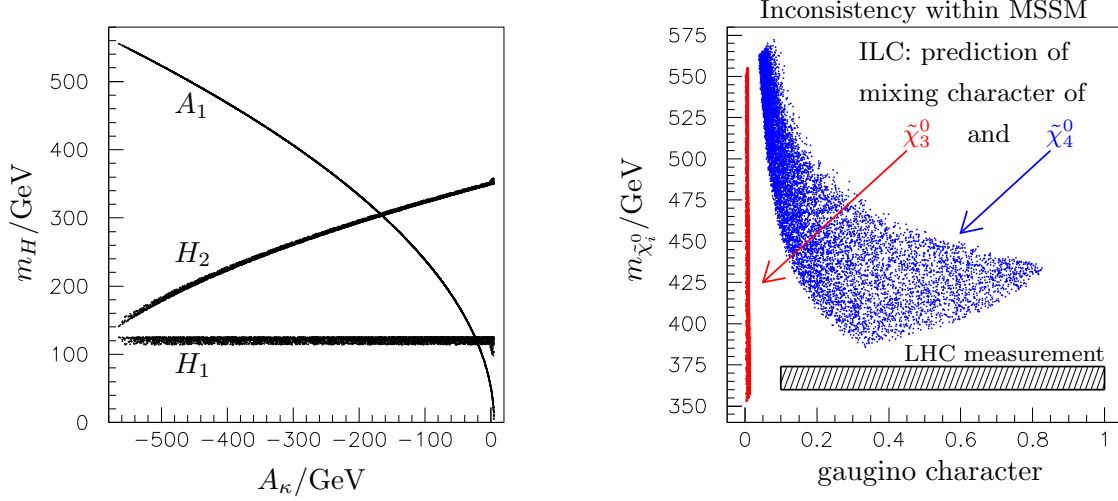 m_H/GeV
500
400
300
200
100
0
A_1
H_2
H_1
−500 −400 −300 −200 −100 0
A_κ/GeV
Inconsistency within MSSM
m_{χ̃_i^0}/GeV
575
550
525
500
475
450
425
400
375
350
ILC: prediction of
mixing character of
χ̃_3^0 and χ̃_4^0
LHC measurement
0 0.2 0.4 0.6 0.8 1
gaugino character